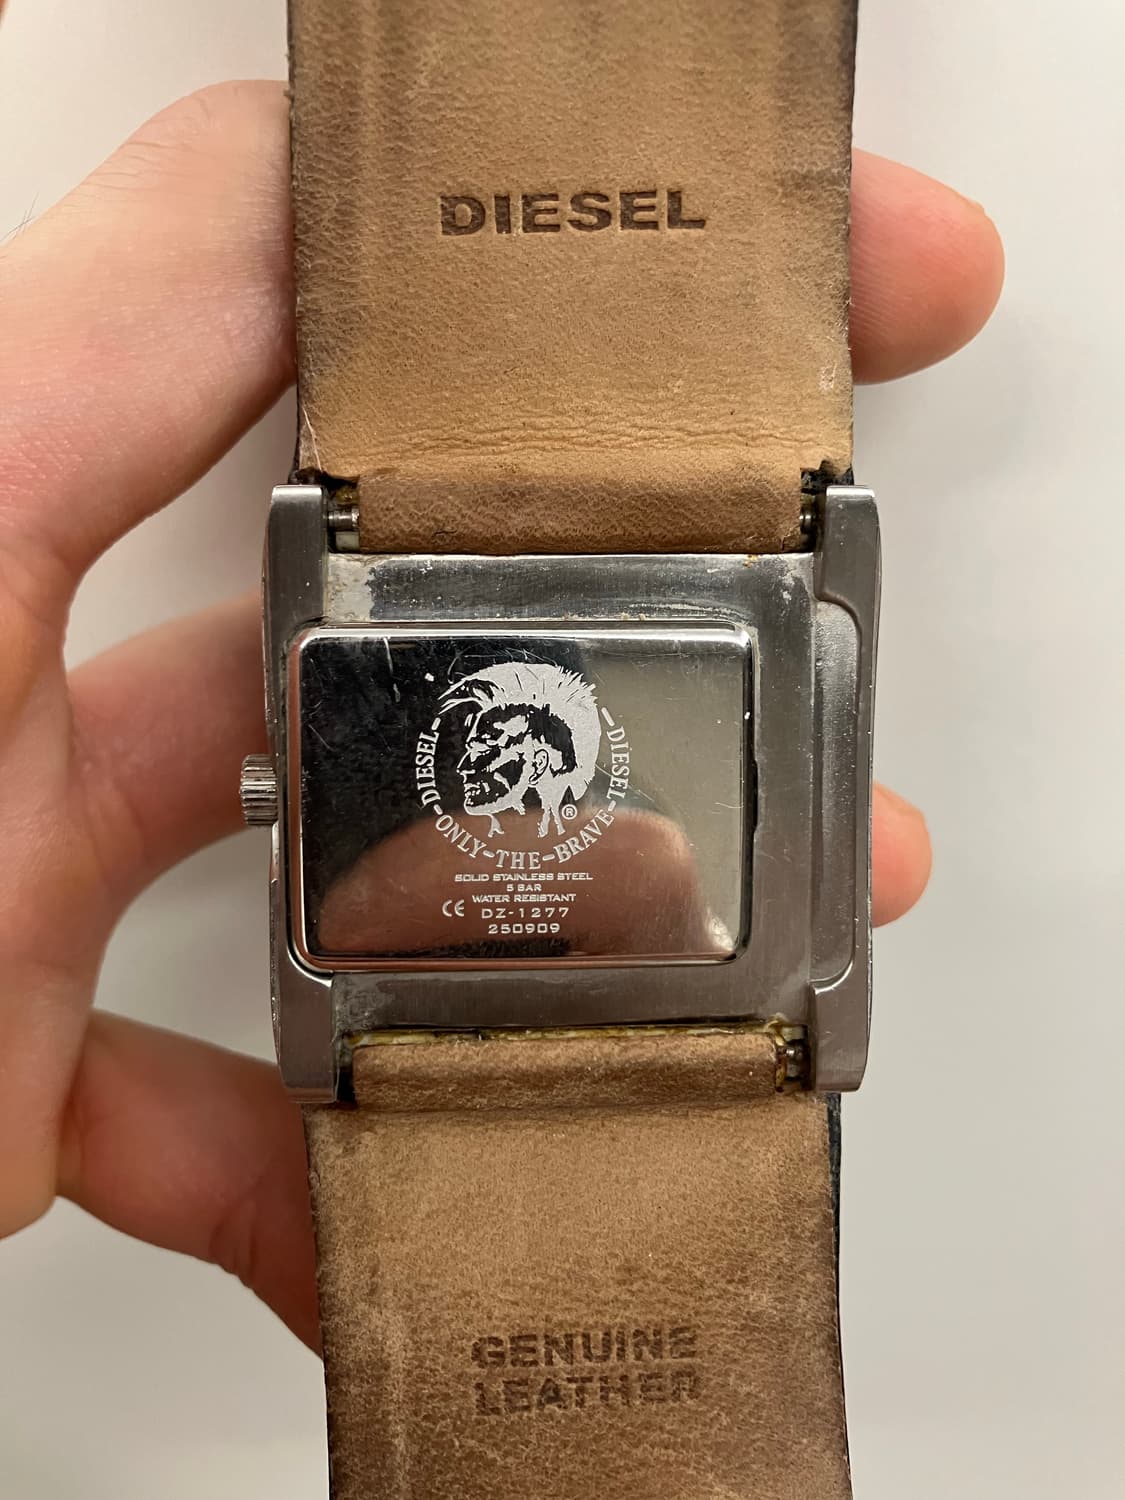 DIESEL
DIESEL-ONLY-THE-BRAVE-DIESEL-
®
SOLID STAINLESS STEEL
5 BAR
WATER RESISTANT
CE DZ-1277
250909
GENUINE
LEATHER